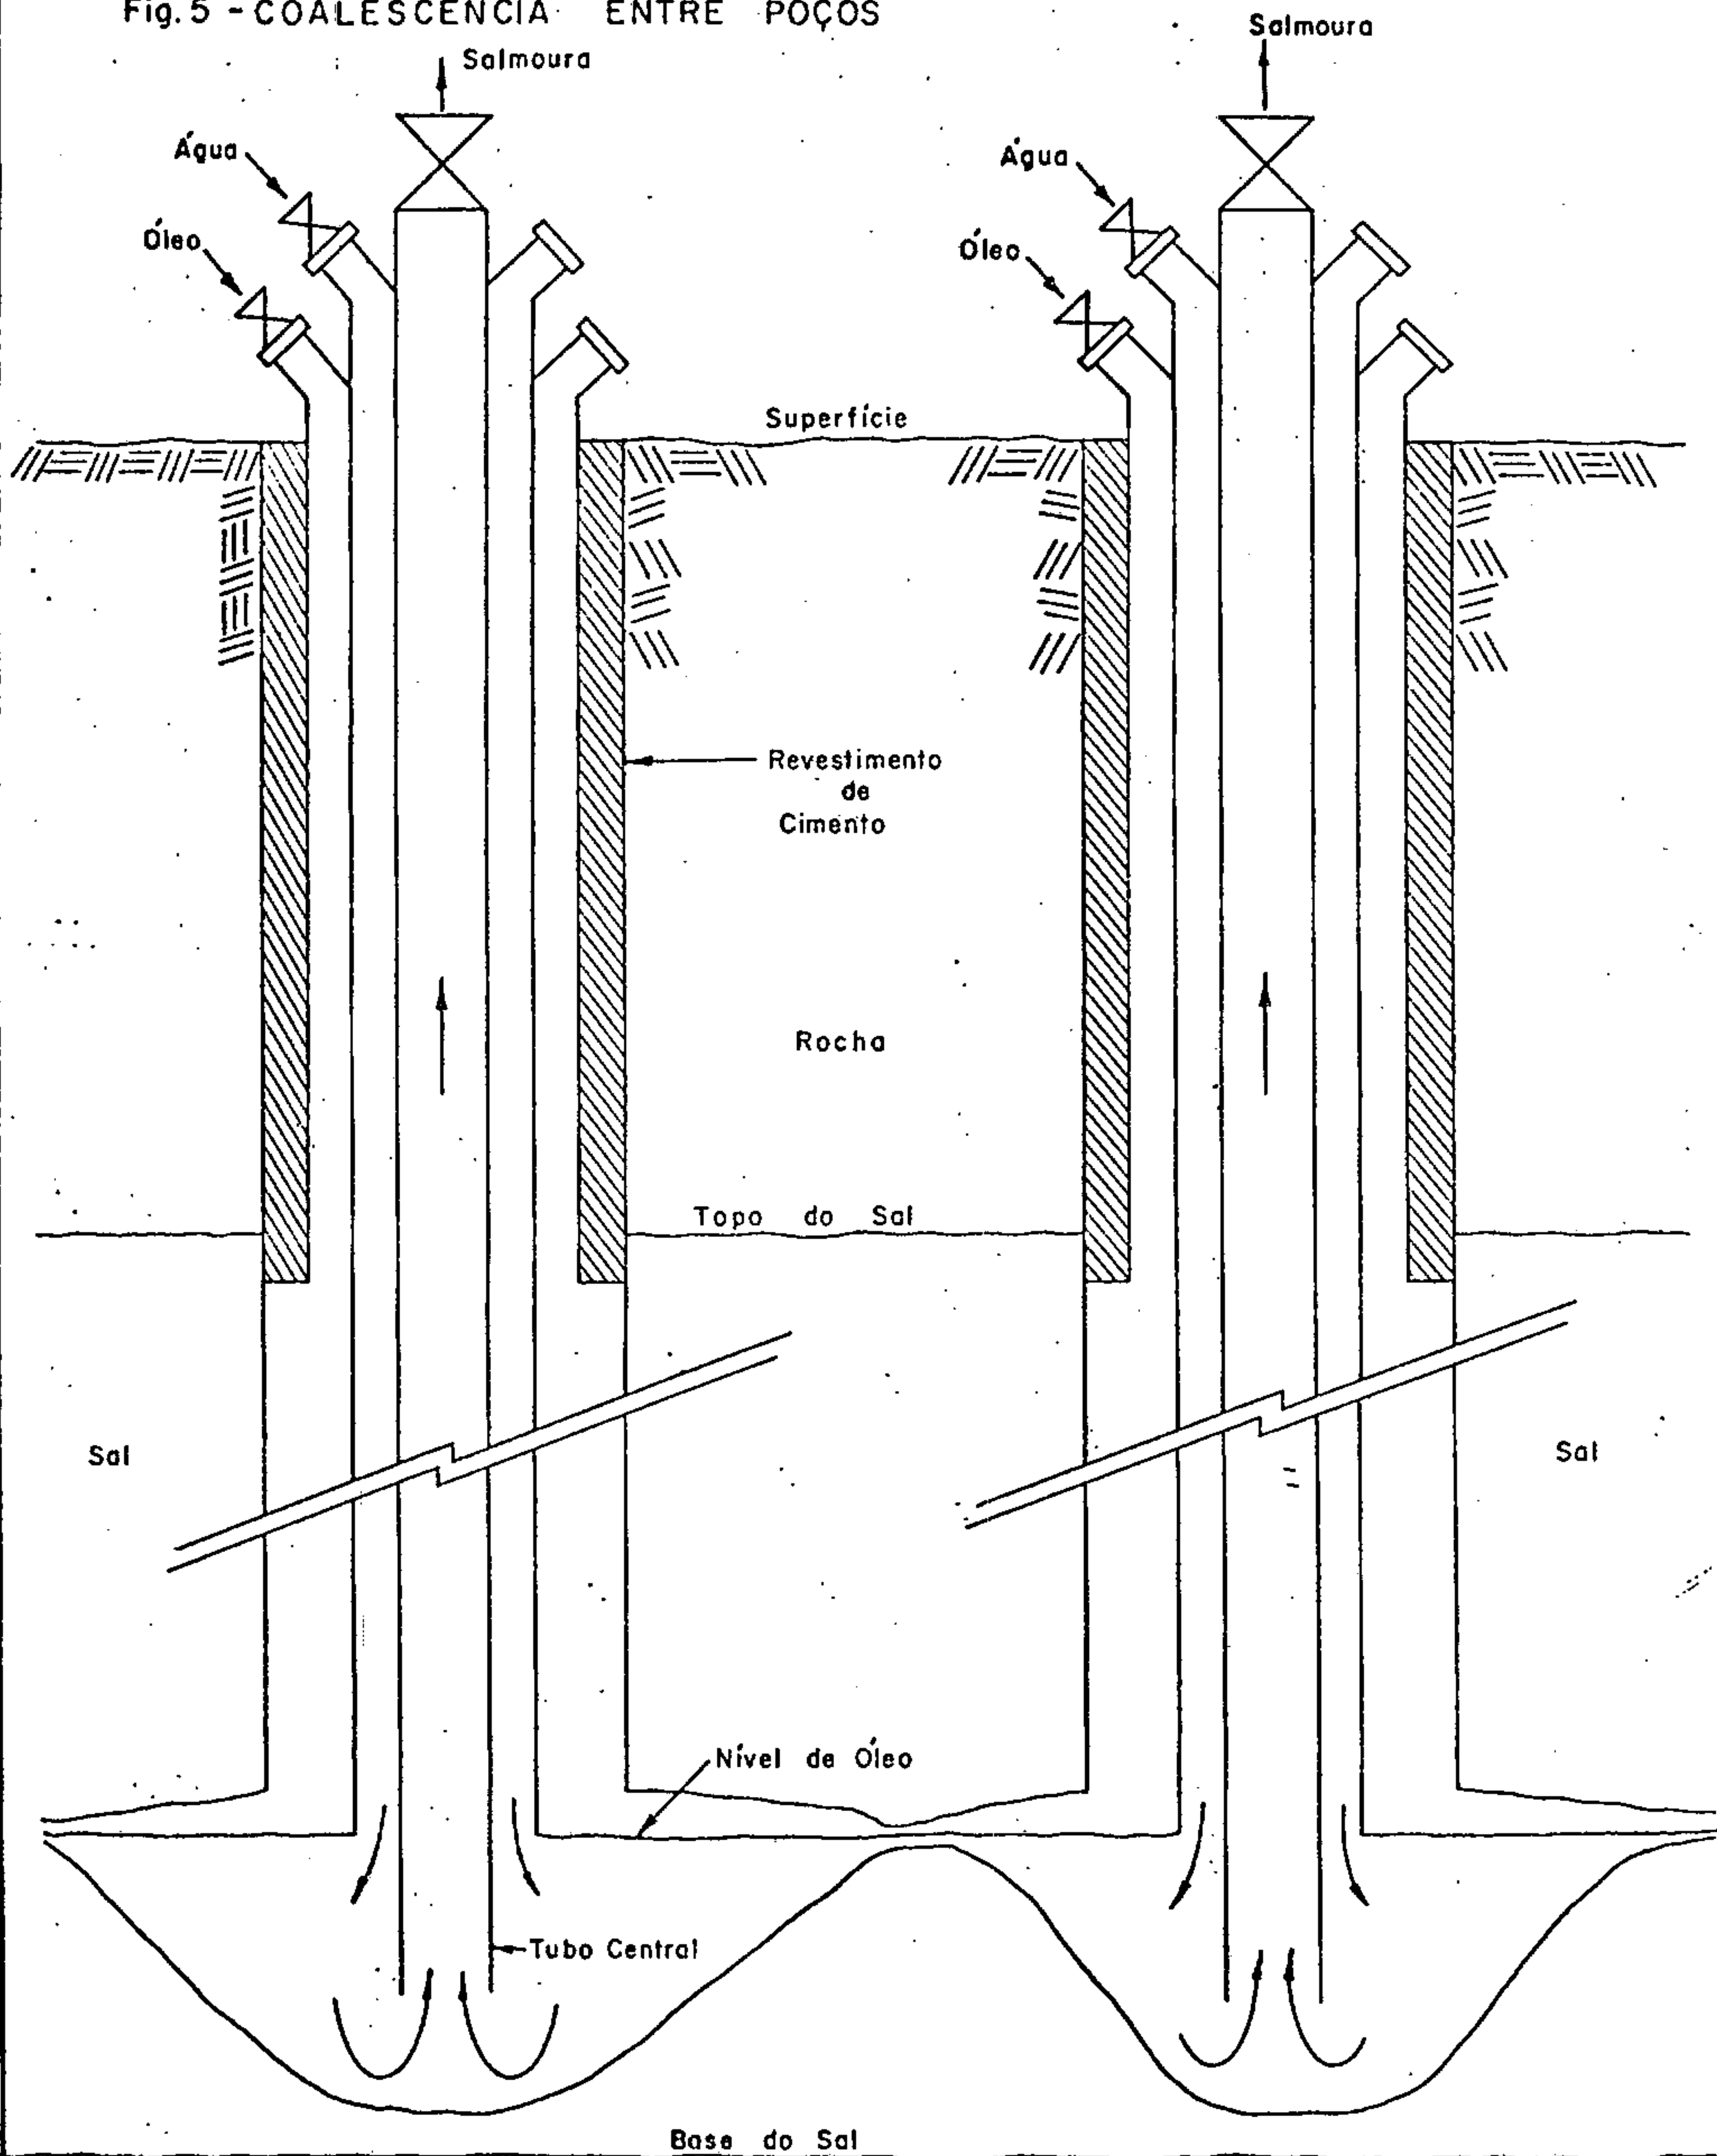 Fig. 5 - COALESCENCIA ENTRE POÇOS
Salmoura
Salmoura
Água
Água
Óleo
Óleo
Superfície
Revestimento
de
Cimento
Rocha
Topo do Sal
Sal
Sal
Nível de Óleo
Tubo Central
Base do Sal